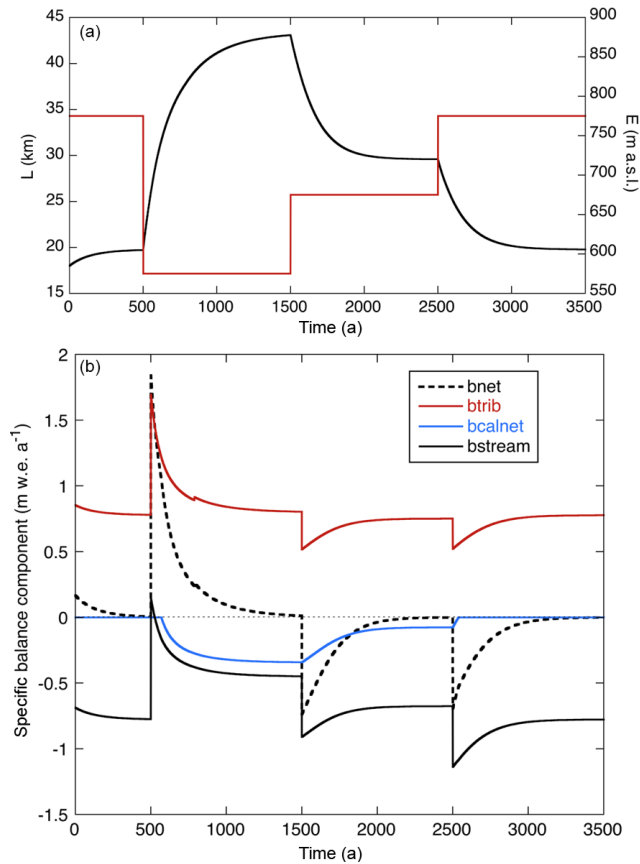 (a)
45
40
35
30
25
20
15
L (km)
900
850
800
750
700
650
600
550
E (m a.s.l.)
0 500 1000 1500 2000 2500 3000 3500
Time (a)
(b)
2
1.5
1
0.5
0
-0.5
-1
-1.5
Specific balance component (m w.e. a-1)
bnet
btrib
bcalnet
bstream
0 500 1000 1500 2000 2500 3000 3500
Time (a)